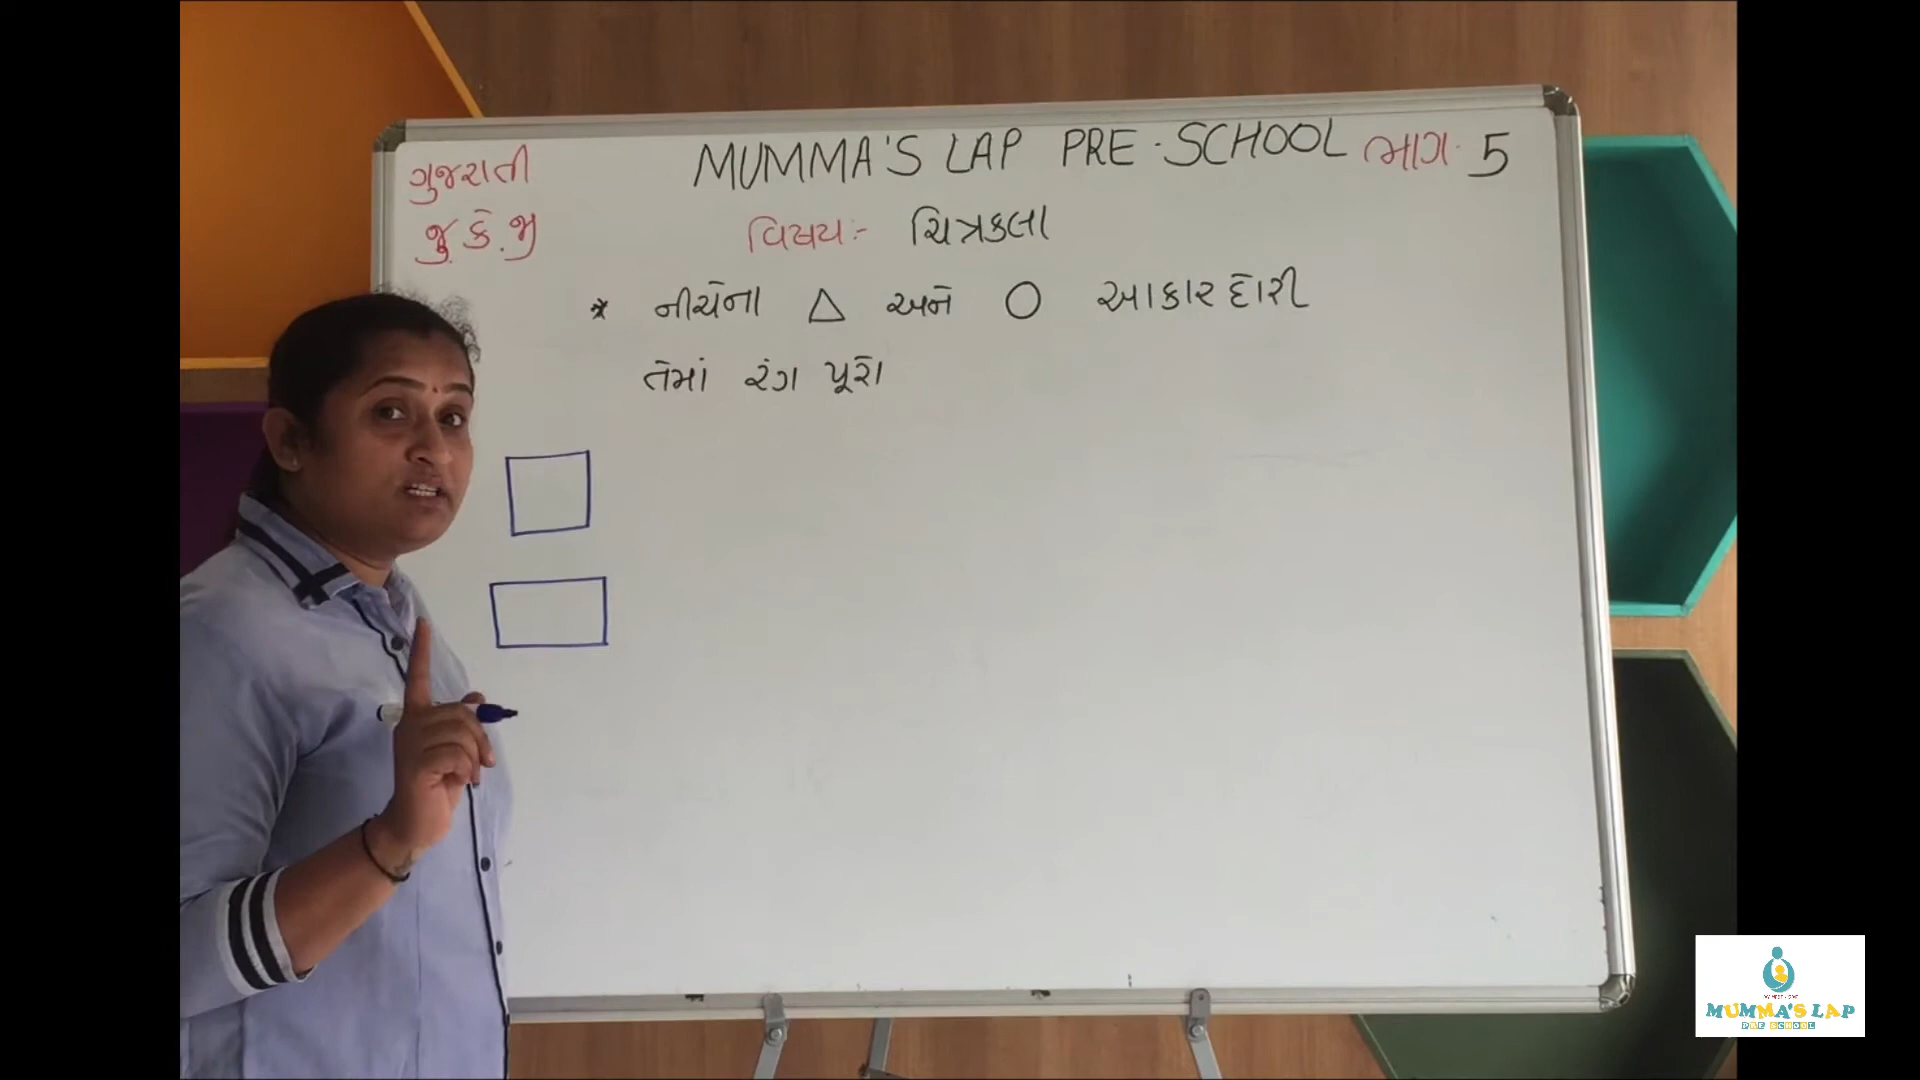 MUMMA'S LAP PRE-SCHOOL ભાગ-5
ગુજરાતી
જુ.કે.જી
વિષય:- ચિત્રકલા
* નીચેના △ અને ○ આકાર દોરી
તેમાં રંગ પૂરો
MUMMA'S LAP
PRE SCHOOL